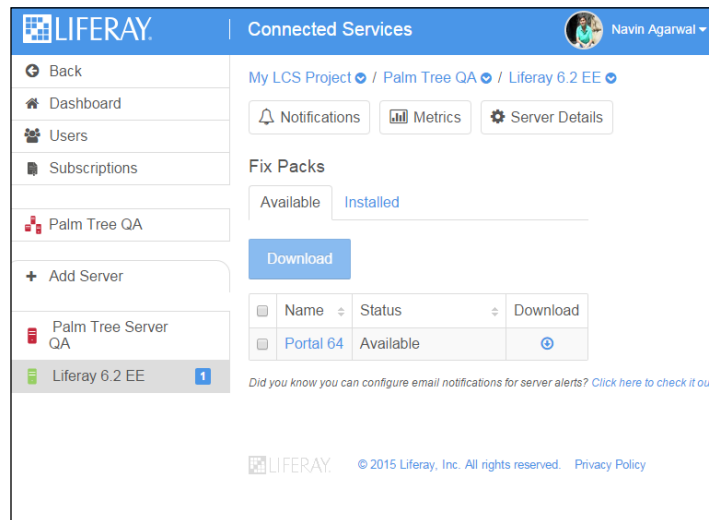 LIFERAY.
Connected Services
Navin Agarwal
Back
Dashboard
Users
Subscriptions
Palm Tree QA
Add Server
Palm Tree Server
QA
Liferay 6.2 EE 1
My LCS Project / Palm Tree QA / Liferay 6.2 EE
Notifications Metrics Server Details
Fix Packs
Available Installed
Download
Name Status Download
Portal 64 Available
Did you know you can configure email notifications for server alerts? Click here to check it ou
LIFERAY. © 2015 Liferay, Inc. All rights reserved. Privacy Policy